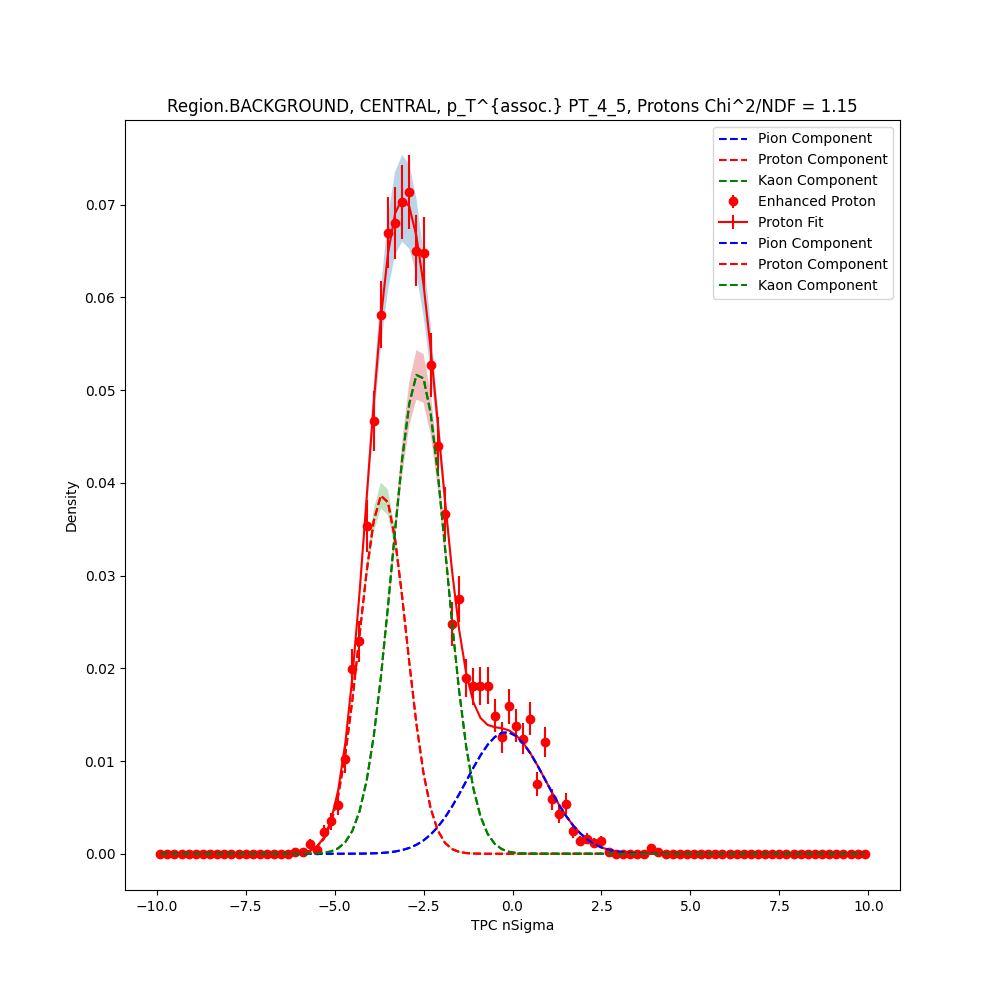 Region.BACKGROUND, CENTRAL, p_T^{assoc.} PT_4_5, Protons Chi^2/NDF = 1.15
Pion Component
Proton Component
Kaon Component
Enhanced Proton
Proton Fit
Pion Component
Proton Component
Kaon Component
0.07
0.06
0.05
0.04
0.03
0.02
0.01
0.00
Density
−10.0 −7.5 −5.0 −2.5 0.0 2.5 5.0 7.5 10.0
TPC nSigma